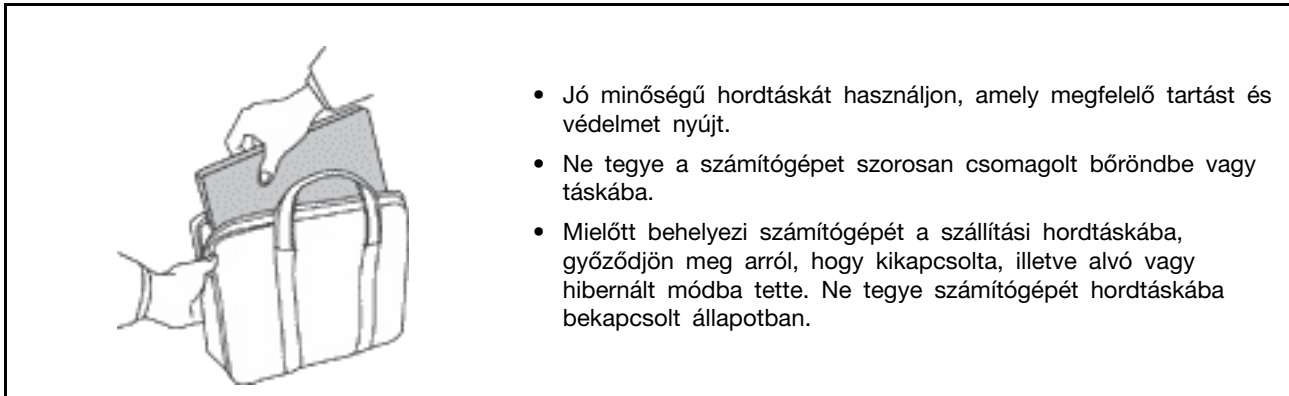 • Jó minőségű hordtáskát használjon, amely megfelelő tartást és
védelmet nyújt.
• Ne tegye a számítógépet szorosan csomagolt bőröndbe vagy
táskába.
• Mielőtt behelyezi számítógépét a szállítási hordtáskába,
győződjön meg arról, hogy kikapcsolta, illetve alvó vagy
hibernált módba tette. Ne tegye számítógépét hordtáskába
bekapcsolt állapotban.